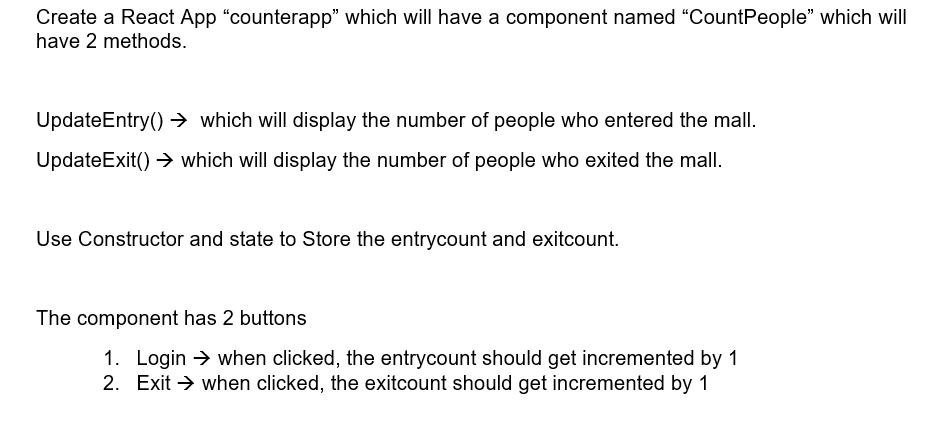 Create a React App “counterapp” which will have a component named “CountPeople” which will
have 2 methods.
UpdateEntry() → which will display the number of people who entered the mall.
UpdateExit() → which will display the number of people who exited the mall.
Use Constructor and state to Store the entrycount and exitcount.
The component has 2 buttons
1. Login → when clicked, the entrycount should get incremented by 1
2. Exit → when clicked, the exitcount should get incremented by 1